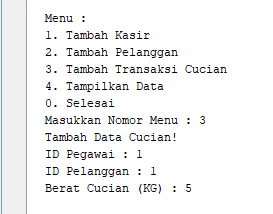 Menu :
1. Tambah Kasir
2. Tambah Pelanggan
3. Tambah Transaksi Cucian
4. Tampilkan Data
0. Selesai
Masukkan Nomor Menu : 3
Tambah Data Cucian!
ID Pegawai : 1
ID Pelanggan : 1
Berat Cucian (KG) : 5